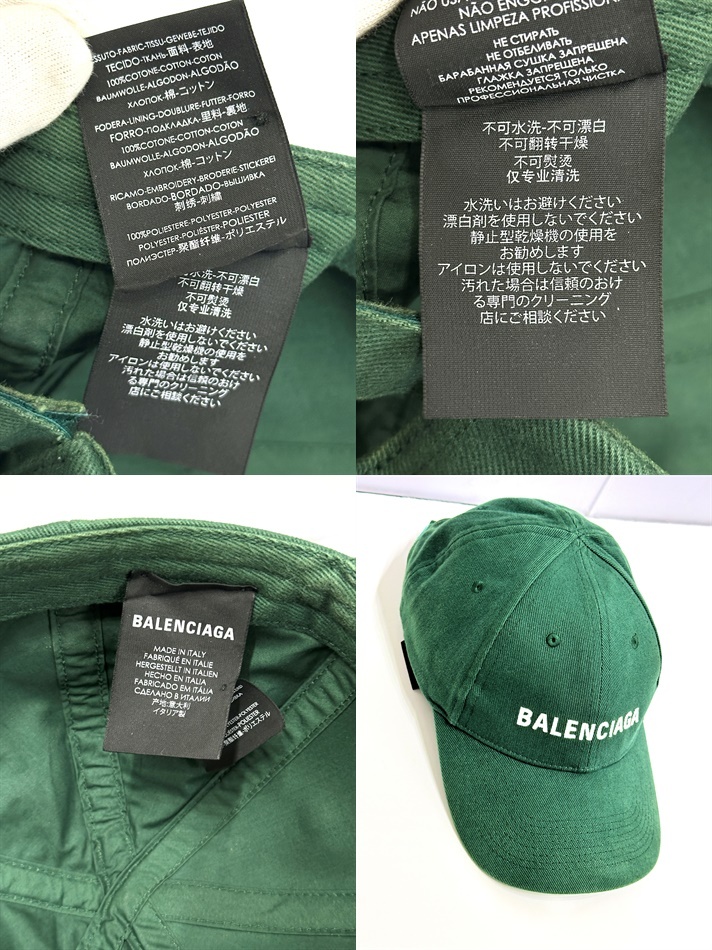 SSUTO-FABRIC-TISSU-GEWEBE-TEJIDO
TECIDO-ТКАНЬ-面料-表地
100%COTONE-COTTON-COTON
BAUMWOLLE-ALGODON-ALGODÃO
ХЛОПОК-棉-コットン
FODERA-LINING-DOUBLURE-FUTTER-FORRO
FORRO-ПОДКЛАДКА-里料-裏地
100%COTONE-COTTON-COTON
BAUMWOLLE-ALGODON-ALGODÃO
ХЛОПОК-棉-コットン
RICAMO-EMBROIDERY-BRODERIE-STICKEREI
BORDADO-BORDADO-ВЫШИВКА
刺绣-刺繍
100%POLIESTERE-POLYESTER-POLYESTER
POLYESTER-POLIÉSTER-POLIESTER
ПОЛИЭСТЕР-聚酯纤维-ポリエステル
水洗-不可漂白
不可翻转干燥
不可熨烫
仅专业清洗
水洗いはお避けください
漂白剤を使用しないでください
静止型乾燥機の使用を
お勧めします
アイロンは使用しないでください
汚れた場合は信頼のおけ
る専門のクリーニング
店にご相談ください
NÃO USA
NÃO ENGO
APENAS LIMPEZA PROFISSION
НЕ СТИРАТЬ
НЕ ОТБЕЛИВАТЬ
БАРАБАННАЯ СУШКА ЗАПРЕЩЕНА
ГЛАЖКА ЗАПРЕЩЕНА
РЕКОМЕНДУЕТСЯ ТОЛЬКО
ПРОФЕССИОНАЛЬНАЯ ЧИСТКА
不可水洗-不可漂白
不可翻转干燥
不可熨烫
仅专业清洗
水洗いはお避けください
漂白剤を使用しないでください
静止型乾燥機の使用を
お勧めします
アイロンは使用しないでください
汚れた場合は信頼のおけ
る専門のクリーニング
店にご相談ください
BALENCIAGA
MADE IN ITALY
FABRIQUÉ EN ITALIE
HERGESTELLT IN ITALIEN
HECHO EN ITALIA
FABRICADO EM ITÁLIA
СДЕЛАНО В ИТАЛИИ
产地:意大利
イタリア製
POLYESTER
聚酯纤维-ポリエステル
BALENCIAGA